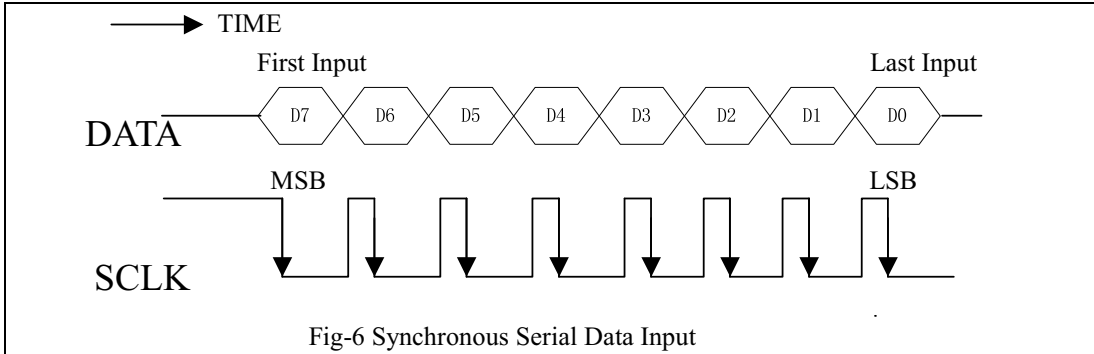 TIME
First Input Last Input
DATA D7 D6 D5 D4 D3 D2 D1 D0
MSB LSB
SCLK
Fig-6 Synchronous Serial Data Input